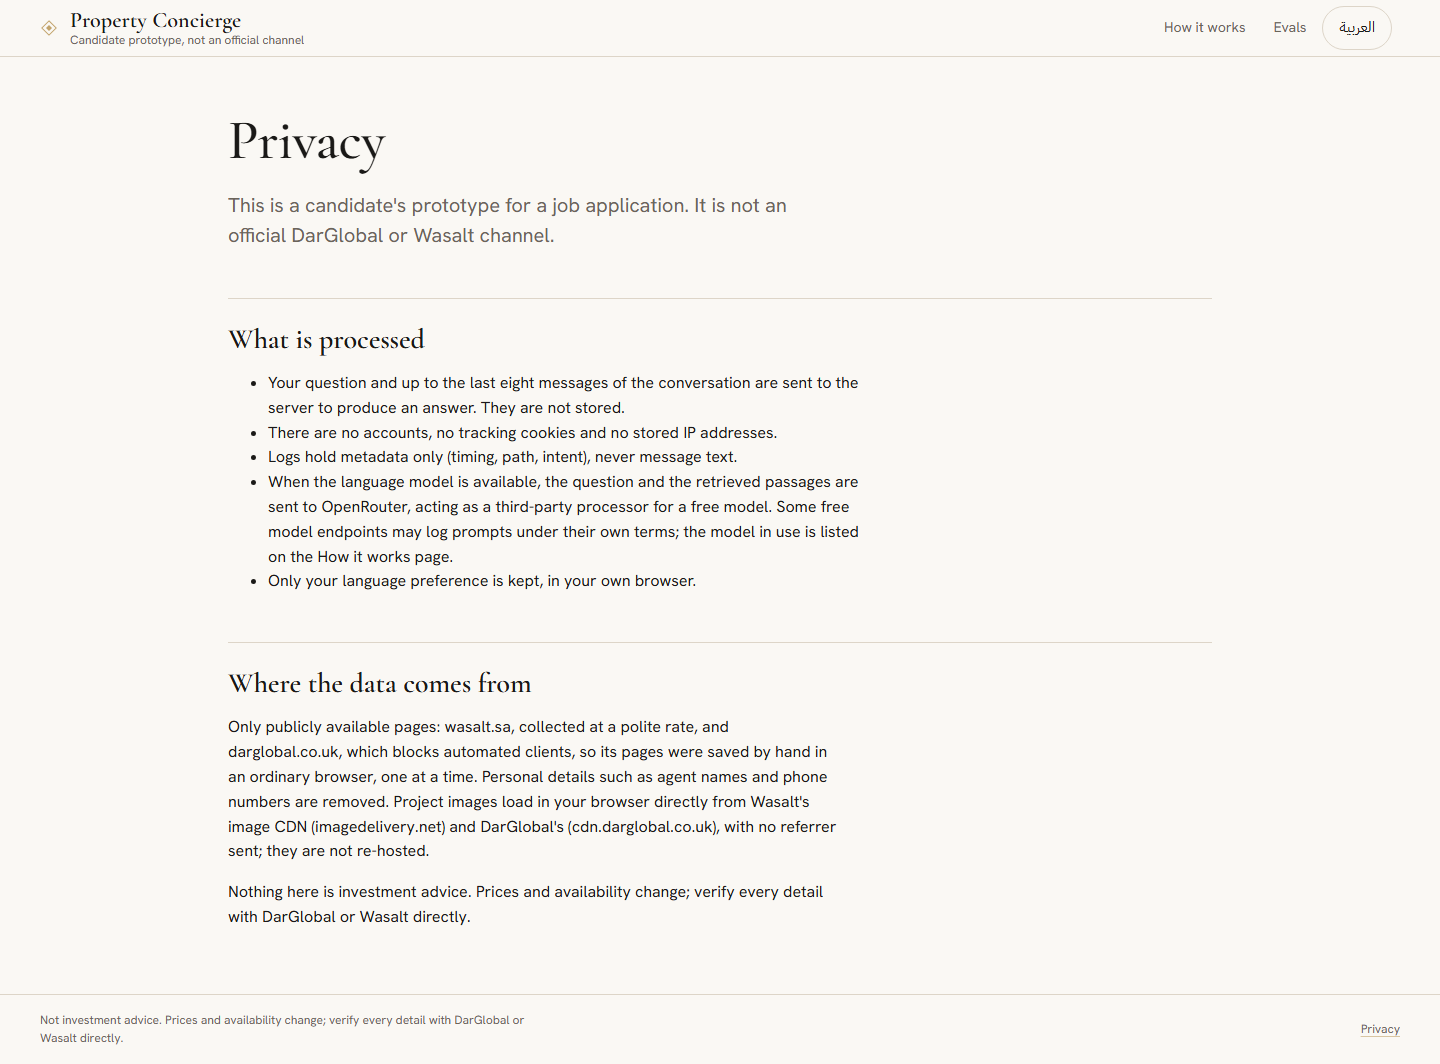 Property Concierge
Candidate prototype, not an official channel
How it works
Evals
العربية
Privacy
This is a candidate's prototype for a job application. It is not an
official DarGlobal or Wasalt channel.
What is processed
• Your question and up to the last eight messages of the conversation are sent to the
server to produce an answer. They are not stored.
• There are no accounts, no tracking cookies and no stored IP addresses.
• Logs hold metadata only (timing, path, intent), never message text.
• When the language model is available, the question and the retrieved passages are
sent to OpenRouter, acting as a third-party processor for a free model. Some free
model endpoints may log prompts under their own terms; the model in use is listed
on the How it works page.
• Only your language preference is kept, in your own browser.
Where the data comes from
Only publicly available pages: wasalt.sa, collected at a polite rate, and
darglobal.co.uk, which blocks automated clients, so its pages were saved by hand in
an ordinary browser, one at a time. Personal details such as agent names and phone
numbers are removed. Project images load in your browser directly from Wasalt's
image CDN (imagedelivery.net) and DarGlobal's (cdn.darglobal.co.uk), with no referrer
sent; they are not re-hosted.
Nothing here is investment advice. Prices and availability change; verify every detail
with DarGlobal or Wasalt directly.
Not investment advice. Prices and availability change; verify every detail with DarGlobal or
Wasalt directly.
Privacy